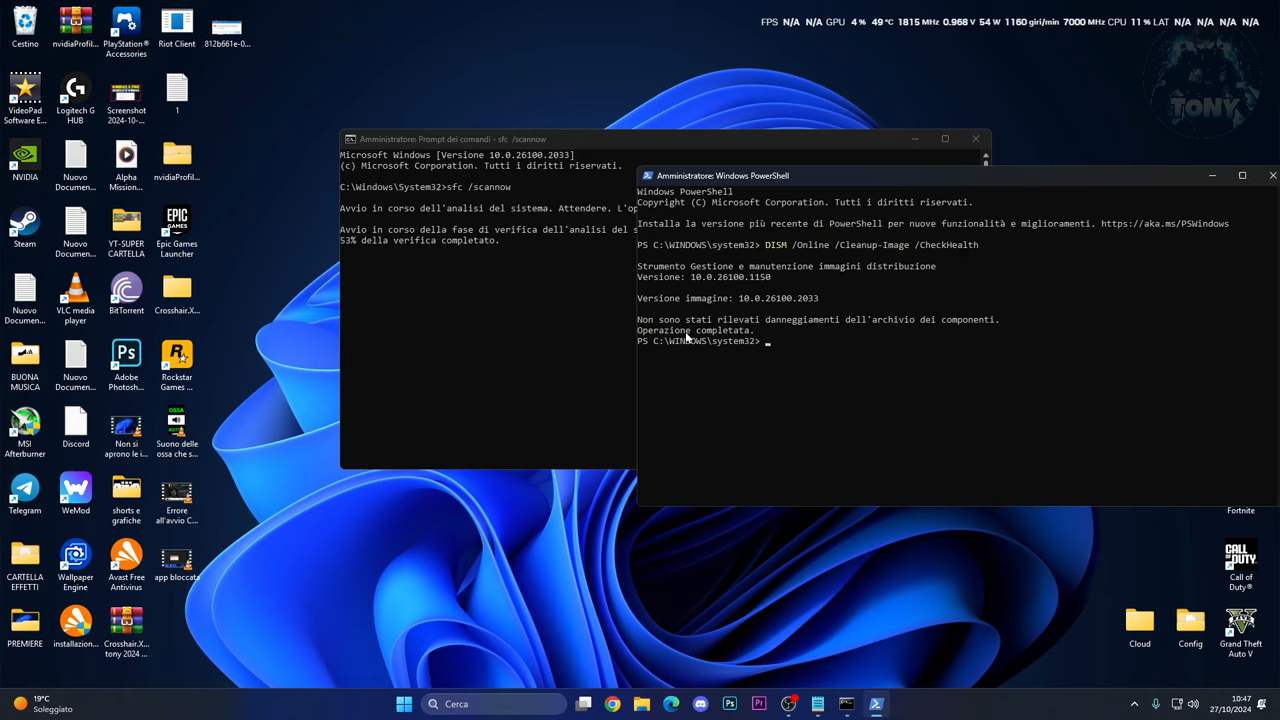 FPS N/A N/A GPU 4 % 49 °C 1815 MHz 0.968 V 54 W 1160 giri/min 7000 MHz CPU 11 % LAT N/A N/A N/A N/A
Cestino
nvidiaProfil...
PlayStation® Accessories
Riot Client
812b661e-0...
VideoPad Software E...
Logitech G HUB
Screenshot 2024-10-...
1
NVIDIA
Nuovo Documen...
Alpha Mission...
nvidiaProfil...
Steam
Nuovo Documen...
YT-SUPER CARTELLA
Epic Games Launcher
Nuovo Documen...
VLC media player
BitTorrent
Crosshair.X...
BUONA MUSICA
Nuovo Documen...
Adobe Photosh...
Rockstar Games ...
MSI Afterburner
Discord
Non si aprono le i...
Suono delle ossa che s...
Telegram
WeMod
shorts e grafiche
Errore all'avvio C...
CARTELLA EFFETTI
Wallpaper Engine
Avast Free Antivirus
app bloccata
PREMIERE
installazion...
Crosshair.X... tony 2024 ...
Amministratore: Prompt dei comandi - sfc /scannow
Microsoft Windows [Versione 10.0.26100.2033]
(c) Microsoft Corporation. Tutti i diritti riservati.
C:\Windows\System32>sfc /scannow
Avvio in corso dell'analisi del sistema. Attendere. L'op
Avvio in corso della fase di verifica dell'analisi del s
53% della verifica completato.
Amministratore: Windows PowerShell
Windows PowerShell
Copyright (C) Microsoft Corporation. Tutti i diritti riservati.
Installa la versione più recente di PowerShell per nuove funzionalità e miglioramenti. https://aka.ms/PSWindows
PS C:\WINDOWS\system32> DISM /Online /Cleanup-Image /CheckHealth
Strumento Gestione e manutenzione immagini distribuzione
Versione: 10.0.26100.1150
Versione immagine: 10.0.26100.2033
Non sono stati rilevati danneggiamenti dell'archivio dei componenti.
Operazione completata.
PS C:\WINDOWS\system32> _
Fortnite
Call of Duty®
Cloud
Config
Grand Theft Auto V
19°C
Soleggiato
Cerca
10:47
27/10/2024